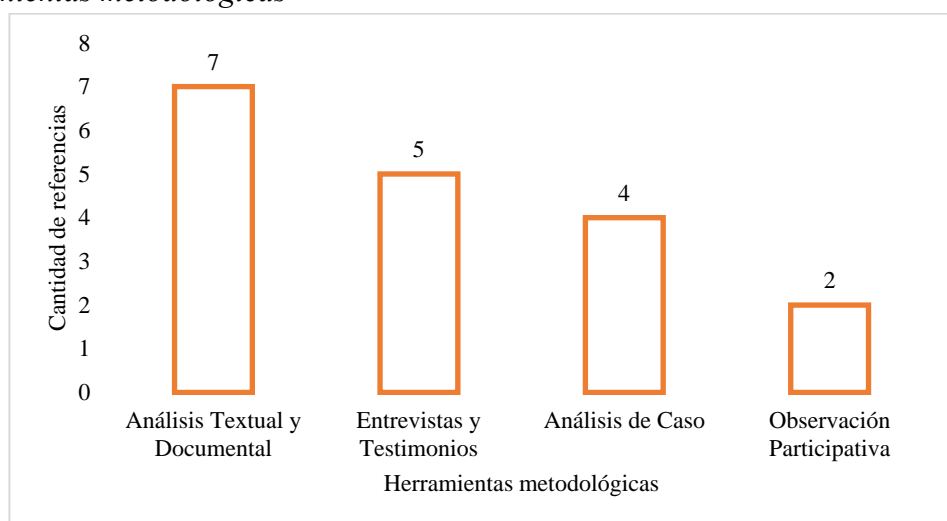 metodológicas
8
7
6
5
4
3
2
1
0
Cantidad de referencias
7
5
4
2
Análisis Textual y
Documental
Entrevistas y
Testimonios
Análisis de Caso
Observación
Participativa
Herramientas metodológicas